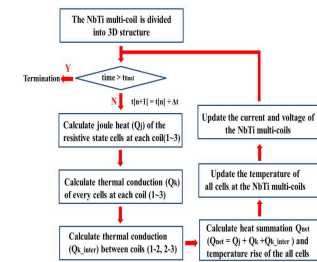 The NbTi multi-coil is divided
into 3D structure
Y
Termination
time > tfinal
N
t[n+1] = t[n] + Δt
Calculate joule heat (Qj) of the
resistive state cells at each coil(1~3)
Calculate thermal conduction (Qk)
of every cells at each coil (1~3)
Calculate thermal conduction
(Qk_inter) between coils (1-2, 2-3)
Calculate heat summation Qnet
(Qnet = Qj + Qk +Qk_inter ) and
temperature rise of the all cells
Update the temperature of
all cells at the NbTi multi-coils
Update the current and voltage of
the NbTi multi-coils